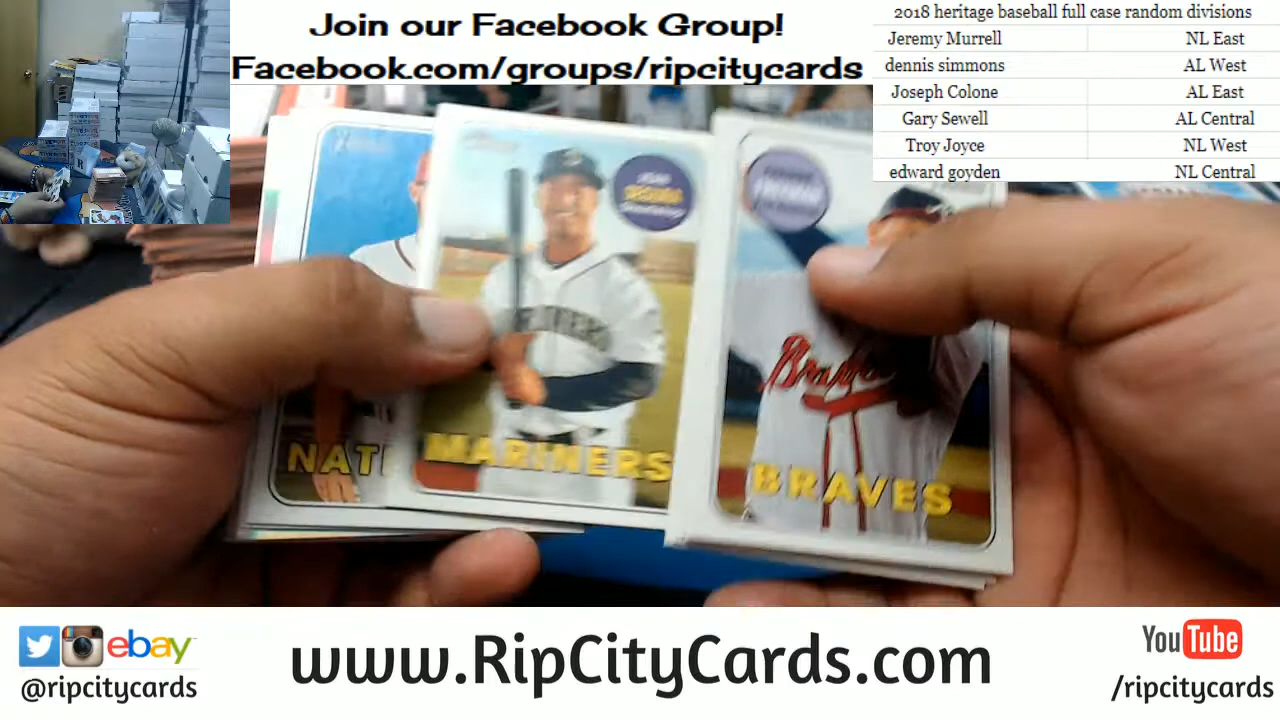 Join our Facebook Group!
Facebook.com/groups/ripcitycards
2018 heritage baseball full case random divisions
Jeremy Murrell NL East
dennis simmons AL West
Joseph Colone AL East
Gary Sewell AL Central
Troy Joyce NL West
edward goyden NL Central
SEGURA
NATI
MARINERS
Braves
BRAVES
ebay
@ripcitycards
www.RipCityCards.com
YouTube
/ripcitycards